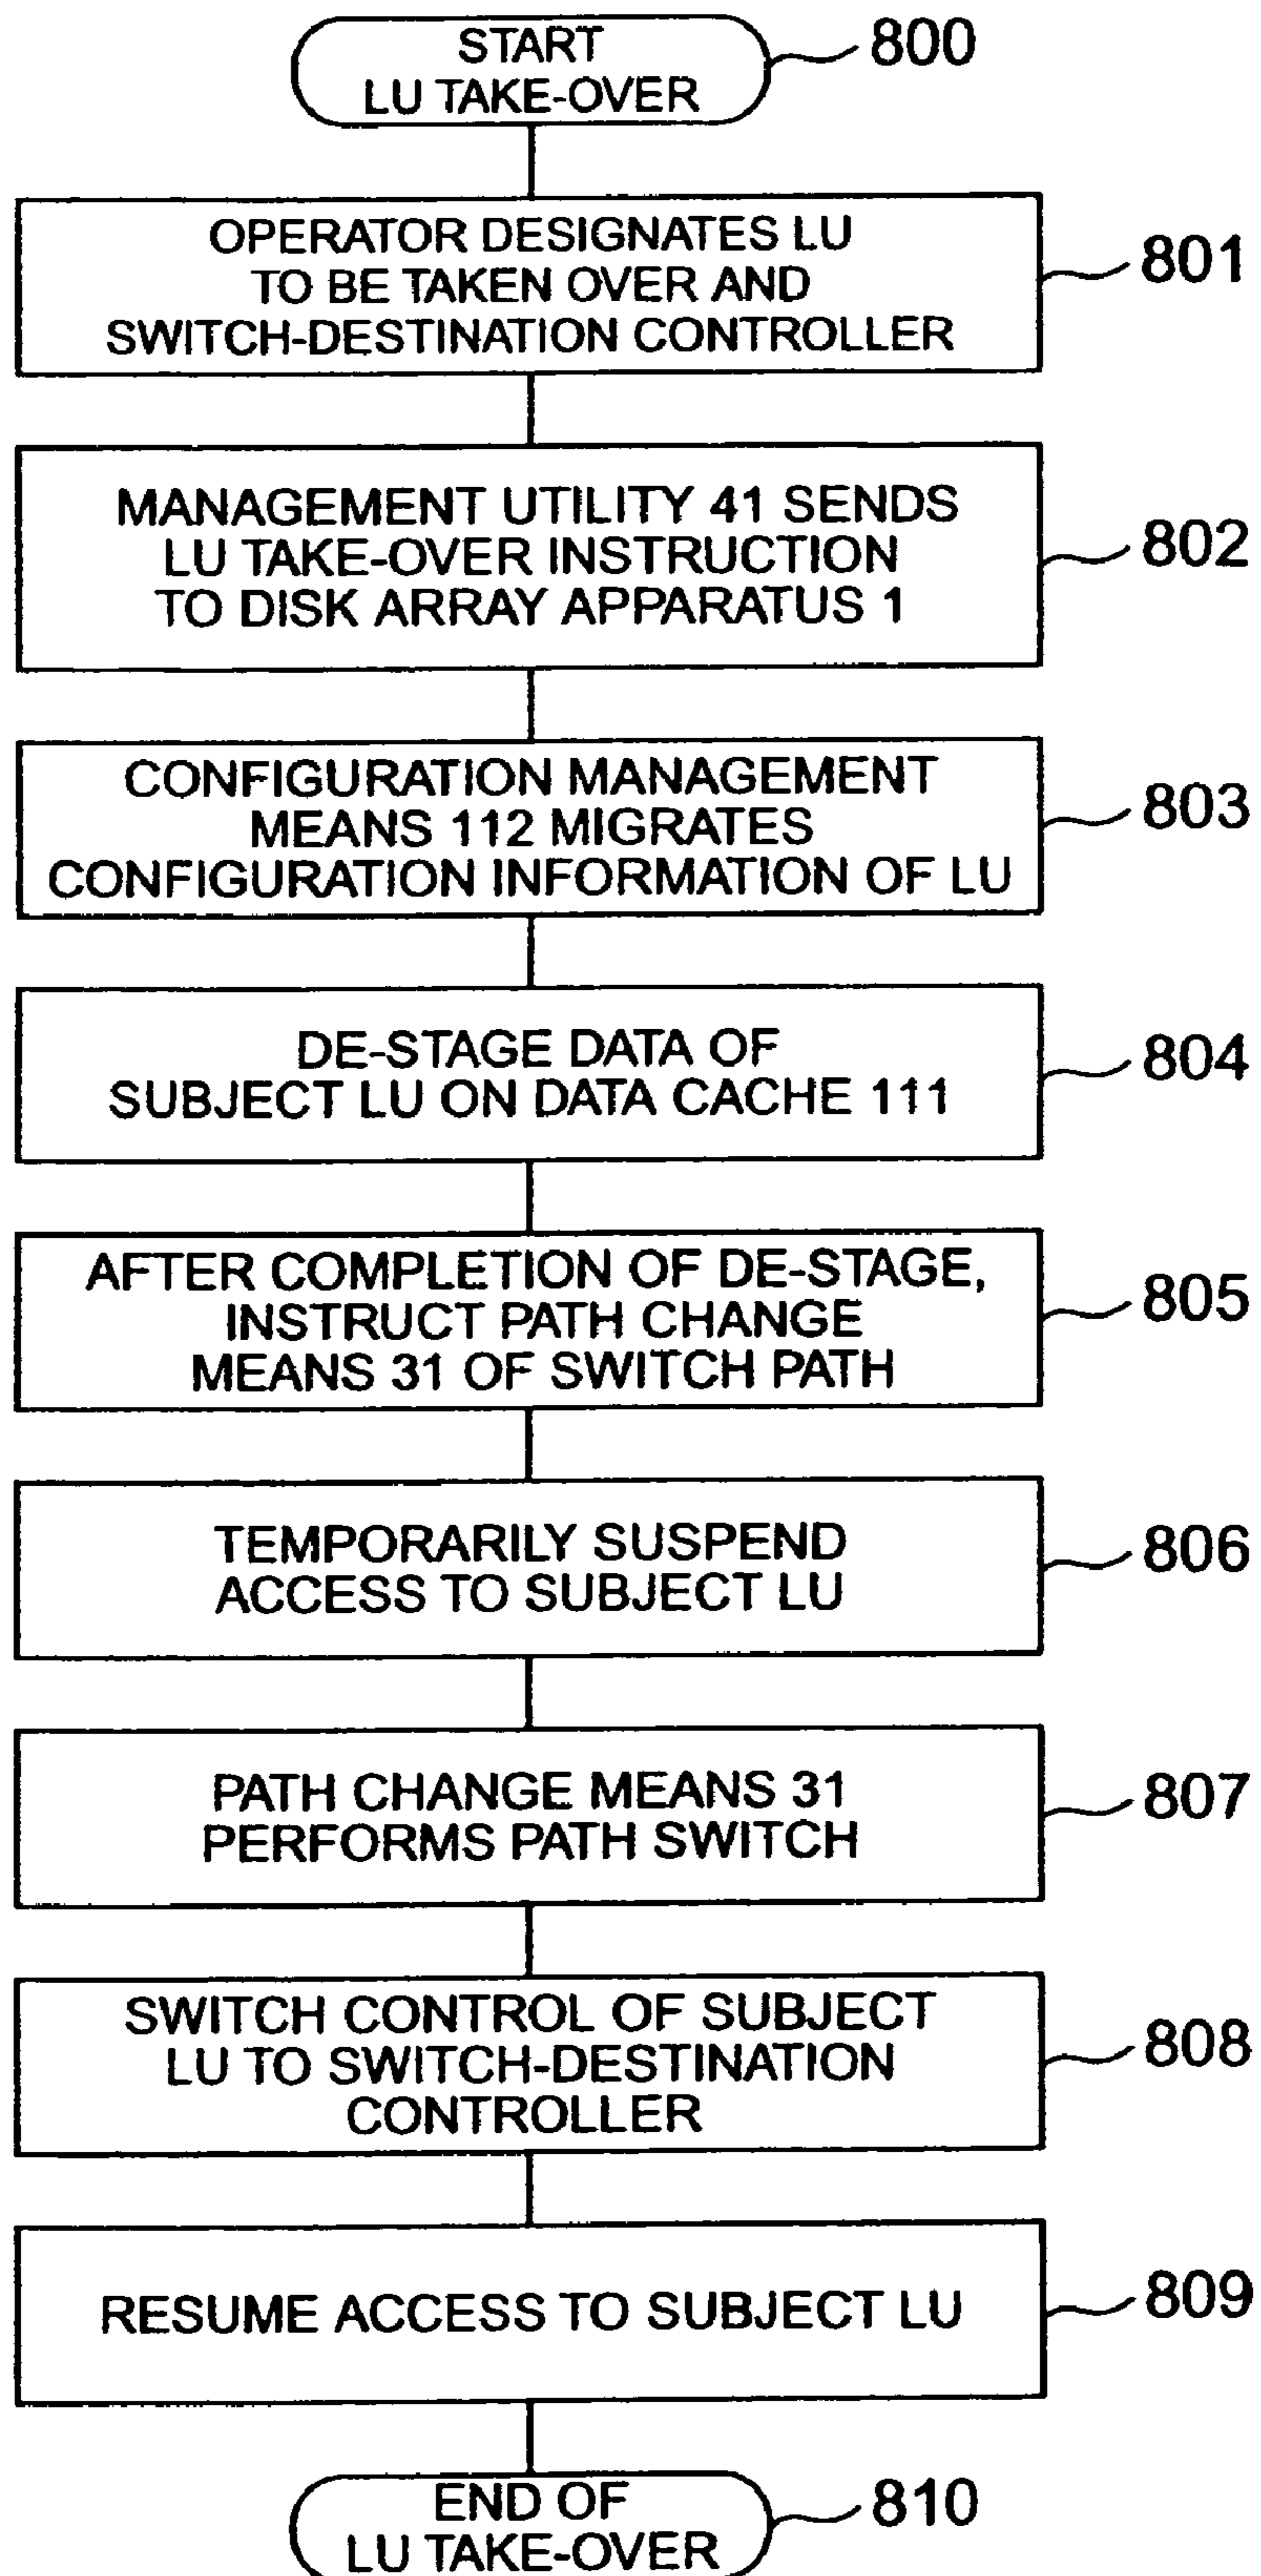 START
LU TAKE-OVER
800
OPERATOR DESIGNATES LU
TO BE TAKEN OVER AND
SWITCH-DESTINATION CONTROLLER
801
MANAGEMENT UTILITY 41 SENDS
LU TAKE-OVER INSTRUCTION
TO DISK ARRAY APPARATUS 1
802
CONFIGURATION MANAGEMENT
MEANS 112 MIGRATES
CONFIGURATION INFORMATION OF LU
803
DE-STAGE DATA OF
SUBJECT LU ON DATA CACHE 111
804
AFTER COMPLETION OF DE-STAGE,
INSTRUCT PATH CHANGE
MEANS 31 OF SWITCH PATH
805
TEMPORARILY SUSPEND
ACCESS TO SUBJECT LU
806
PATH CHANGE MEANS 31
PERFORMS PATH SWITCH
807
SWITCH CONTROL OF SUBJECT
LU TO SWITCH-DESTINATION
CONTROLLER
808
RESUME ACCESS TO SUBJECT LU
809
END OF
LU TAKE-OVER
810